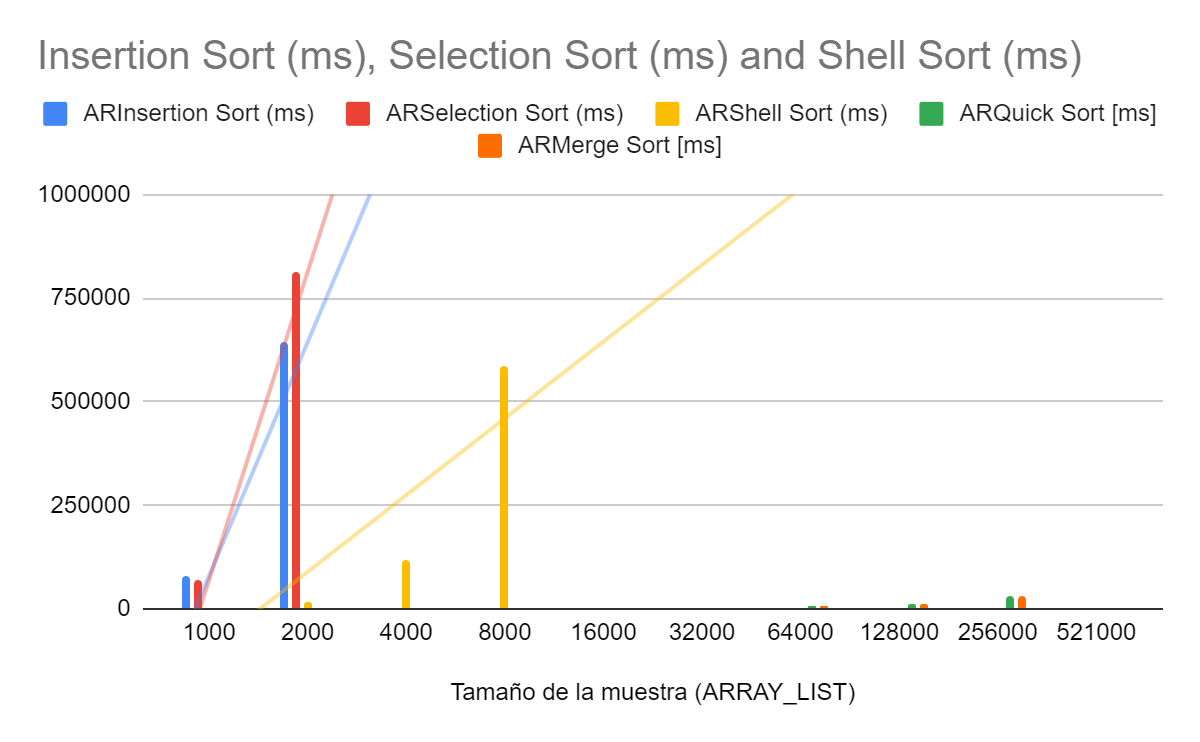 Insertion Sort (ms), Selection Sort (ms) and Shell Sort (ms)
ARInsertion Sort (ms) ARSelection Sort (ms) ARShell Sort (ms) ARQuick Sort [ms]
ARMerge Sort [ms]
1000000
750000
500000
250000
0
1000 2000 4000 8000 16000 32000 64000 128000 256000 521000
Tamaño de la muestra (ARRAY_LIST)